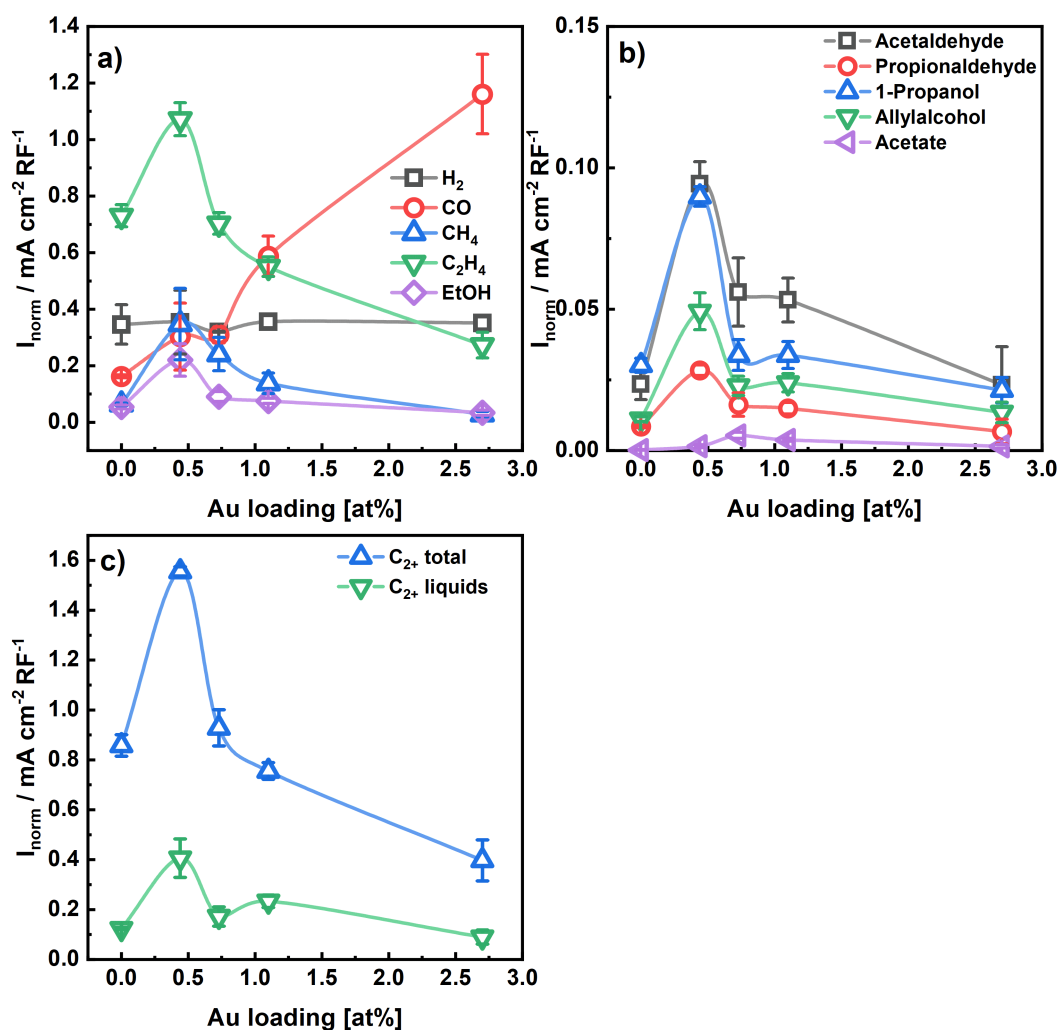 a)
1.4
1.2
1.0
0.8
0.6
0.4
0.2
0.0
I_norm / mA cm⁻² RF⁻¹
H₂
CO
CH₄
C₂H₄
EtOH
0.0 0.5 1.0 1.5 2.0 2.5 3.0
Au loading [at%]
b)
0.15
0.10
0.05
0.00
I_norm / mA cm⁻² RF⁻¹
Acetaldehyde
Propionaldehyde
1-Propanol
Allylalcohol
Acetate
0.0 0.5 1.0 1.5 2.0 2.5 3.0
Au loading [at%]
c)
1.6
1.4
1.2
1.0
0.8
0.6
0.4
0.2
0.0
I_norm / mA cm⁻² RF⁻¹
C₂₊ total
C₂₊ liquids
0.0 0.5 1.0 1.5 2.0 2.5 3.0
Au loading [at%]